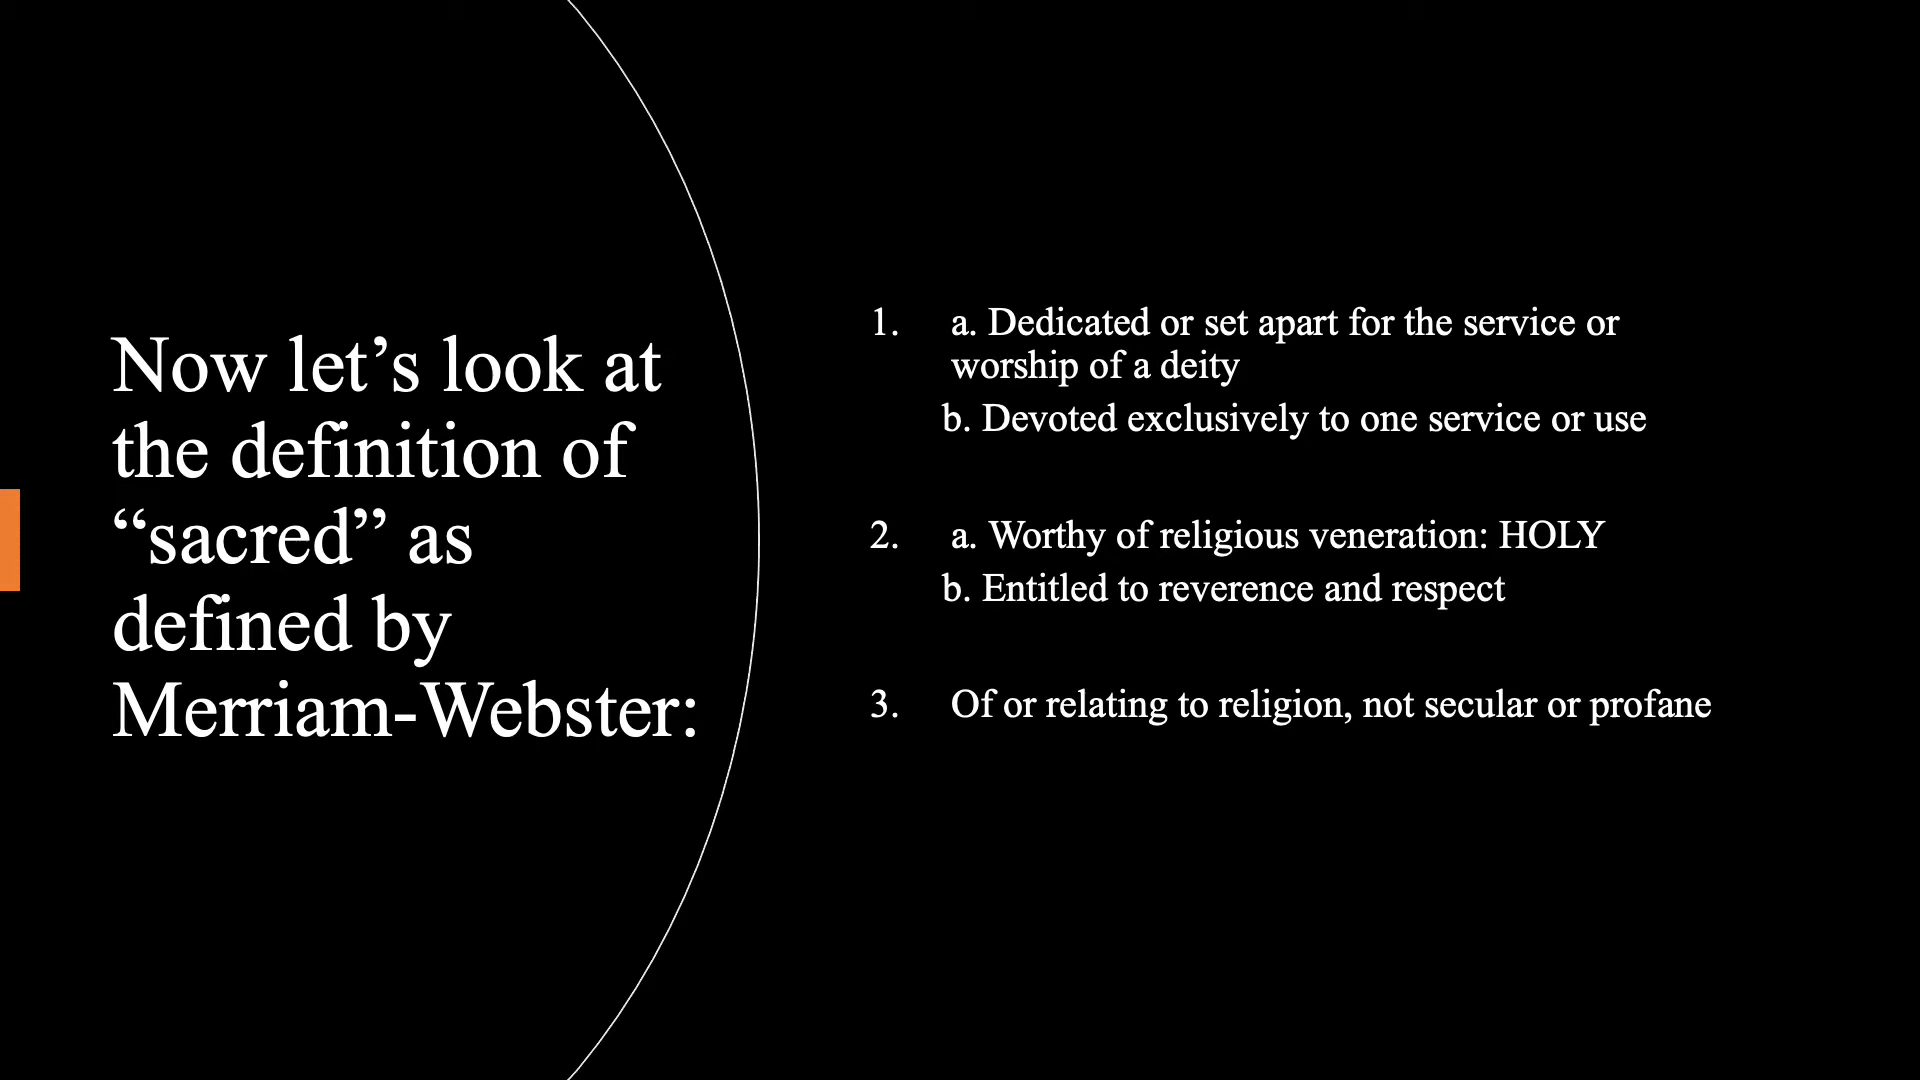 Now let’s look at
the definition of
“sacred” as
defined by
Merriam-Webster:
1. a. Dedicated or set apart for the service or
worship of a deity
b. Devoted exclusively to one service or use
2. a. Worthy of religious veneration: HOLY
b. Entitled to reverence and respect
3. Of or relating to religion, not secular or profane